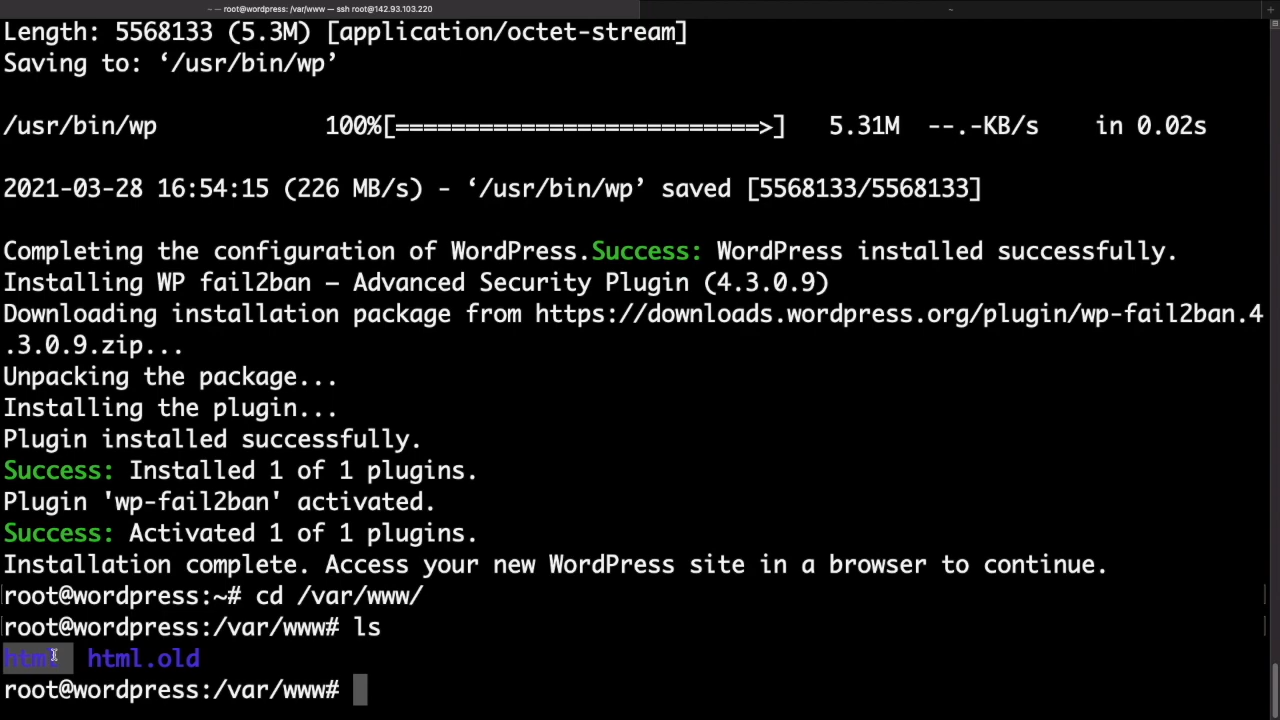 ~ — root@wordpress: /var/www — ssh root@142.93.103.220
~
+
Length: 5568133 (5.3M) [application/octet-stream]
Saving to: ‘/usr/bin/wp’
/usr/bin/wp 100%[==========================>] 5.31M --.-KB/s in 0.02s
2021-03-28 16:54:15 (226 MB/s) - ‘/usr/bin/wp’ saved [5568133/5568133]
Completing the configuration of WordPress.Success: WordPress installed successfully.
Installing WP fail2ban – Advanced Security Plugin (4.3.0.9)
Downloading installation package from https://downloads.wordpress.org/plugin/wp-fail2ban.4
.3.0.9.zip...
Unpacking the package...
Installing the plugin...
Plugin installed successfully.
Success: Installed 1 of 1 plugins.
Plugin 'wp-fail2ban' activated.
Success: Activated 1 of 1 plugins.
Installation complete. Access your new WordPress site in a browser to continue.
root@wordpress:~# cd /var/www/
root@wordpress:/var/www# ls
html html.old
root@wordpress:/var/www#